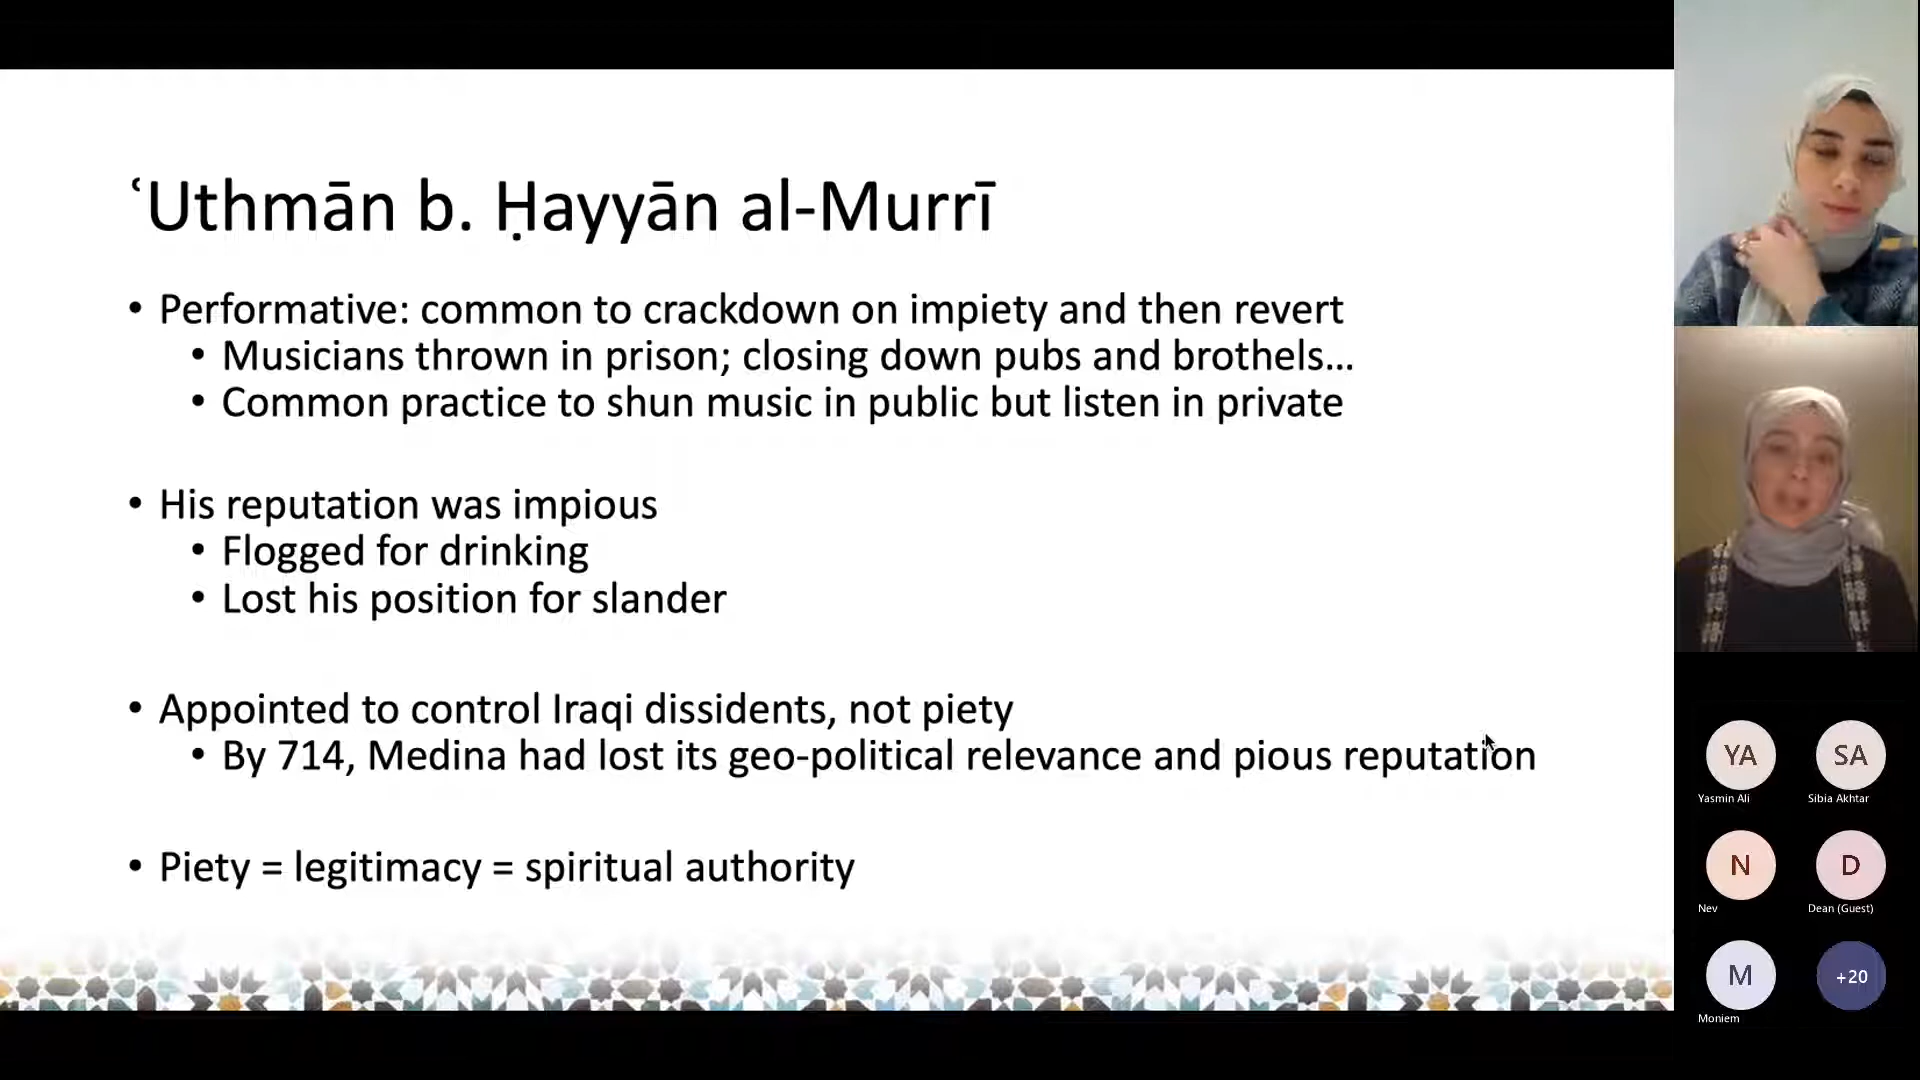 ʿUthmān b. Ḥayyān al-Murrī
• Performative: common to crackdown on impiety and then revert
• Musicians thrown in prison; closing down pubs and brothels...
• Common practice to shun music in public but listen in private
• His reputation was impious
• Flogged for drinking
• Lost his position for slander
• Appointed to control Iraqi dissidents, not piety
• By 714, Medina had lost its geo-political relevance and pious reputation
• Piety = legitimacy = spiritual authority
YA
SA
Yasmin Ali
Sibia Akhtar
N
D
Nev
Dean (Guest)
M
+20
Moniem